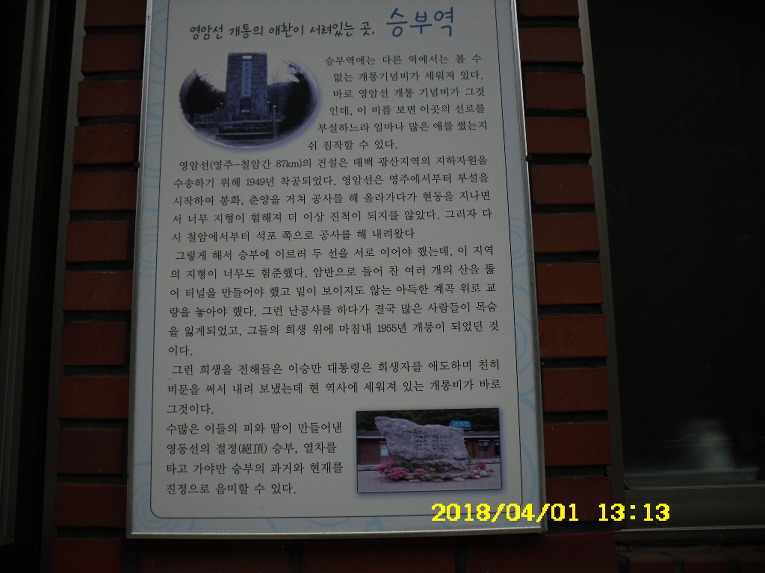 영암선 개통의 애환이 서려있는 곳, 승부역
승부역에는 다른 역에서는 볼 수
없는 개통기념비가 세워져 있다.
바로 영암선 개통 기념비가 그것
인데, 이 비를 보면 이곳의 선로를
부설하느라 얼마나 많은 애를 썼는지
쉬 짐작할 수 있다.
영암선(영주-철암간 87km)의 건설은 태백 광산지역의 지하자원을
수송하기 위해 1949년 착공되었다. 영암선은 영주에서부터 부설을
시작하여 봉화, 춘양을 거쳐 공사를 해 올라가다가 현동을 지나면
서 너무 지형이 험해져 더 이상 진척이 되지를 않았다. 그러자 다
시 철암에서부터 석포 쪽으로 공사를 해 내려왔다
그렇게 해서 승부에 이르러 두 선을 서로 이어야 했는데, 이 지역
의 지형이 너무도 험준했다. 암반으로 들어 찬 여러 개의 산을 뚫
어 터널을 만들어야 했고 밑이 보이지도 않는 아득한 계곡 위로 교
량을 놓아야 했다. 그런 난공사를 하다가 결국 많은 사람들이 목숨
을 잃게되었고, 그들의 희생 위에 마침내 1955년 개통이 되었던 것
이다.
그런 희생을 전해들은 이승만 대통령은 희생자를 애도하며 친히
비문을 써서 내려 보냈는데 현 역사에 세워져 있는 개통비가 바로
그것이다.
수많은 이들의 피와 땀이 만들어낸
영동선의 절정(絕頂) 승부, 열차를
타고 가야만 승부의 과거와 현재를
진정으로 음미할 수 있다.
2018/04/01 13:13